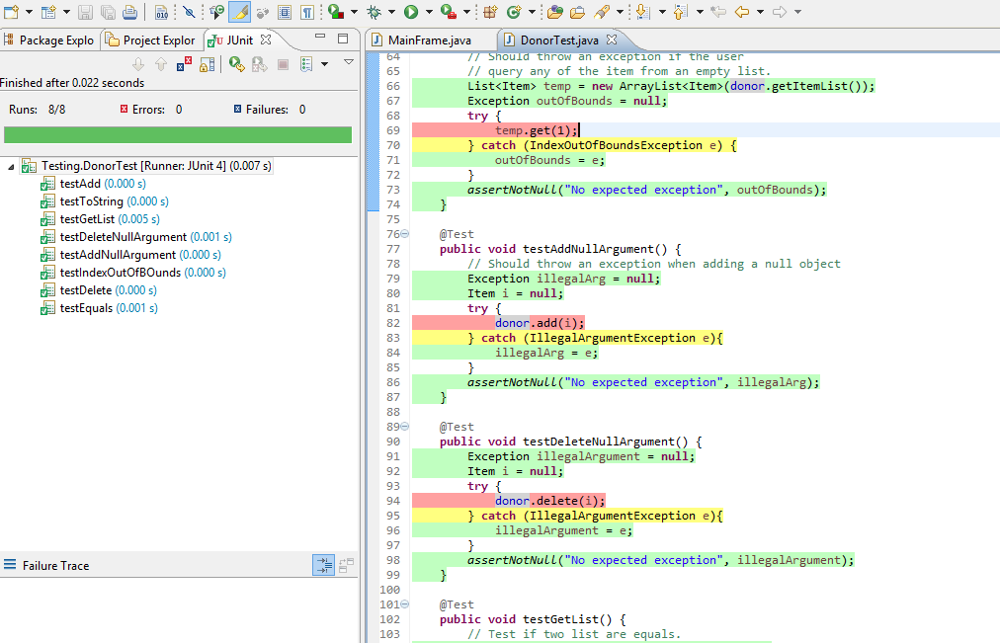 Package Explo
Project Explor
JUnit
MainFrame.java
DonorTest.java
Finished after 0.022 seconds
Runs: 8/8
Errors: 0
Failures: 0
Testing.DonorTest [Runner: JUnit 4] (0.007 s)
testAdd (0.000 s)
testToString (0.000 s)
testGetList (0.005 s)
testDeleteNullArgument (0.001 s)
testAddNullArgument (0.000 s)
testIndexOutOfBOunds (0.000 s)
testDelete (0.000 s)
testEquals (0.001 s)
Failure Trace
64 // Should throw an exception if the user
65 // query any of the item from an empty list.
66 List<Item> temp = new ArrayList<Item>(donor.getItemList());
67 Exception outOfBounds = null;
68 try {
69 temp.get(1);
70 } catch (IndexOutOfBoundsException e) {
71 outOfBounds = e;
72 }
73 assertNotNull("No expected exception", outOfBounds);
74 }
75
76 @Test
77 public void testAddNullArgument() {
78 // Should throw an exception when adding a null object
79 Exception illegalArg = null;
80 Item i = null;
81 try {
82 donor.add(i);
83 } catch (IllegalArgumentException e){
84 illegalArg = e;
85 }
86 assertNotNull("No expected exception", illegalArg);
87 }
88
89 @Test
90 public void testDeleteNullArgument() {
91 Exception illegalArgument = null;
92 Item i = null;
93 try {
94 donor.delete(i);
95 } catch (IllegalArgumentException e){
96 illegalArgument = e;
97 }
98 assertNotNull("No expected exception", illegalArgument);
99 }
100
101 @Test
102 public void testGetList() {
103 // Test if two list are equals.